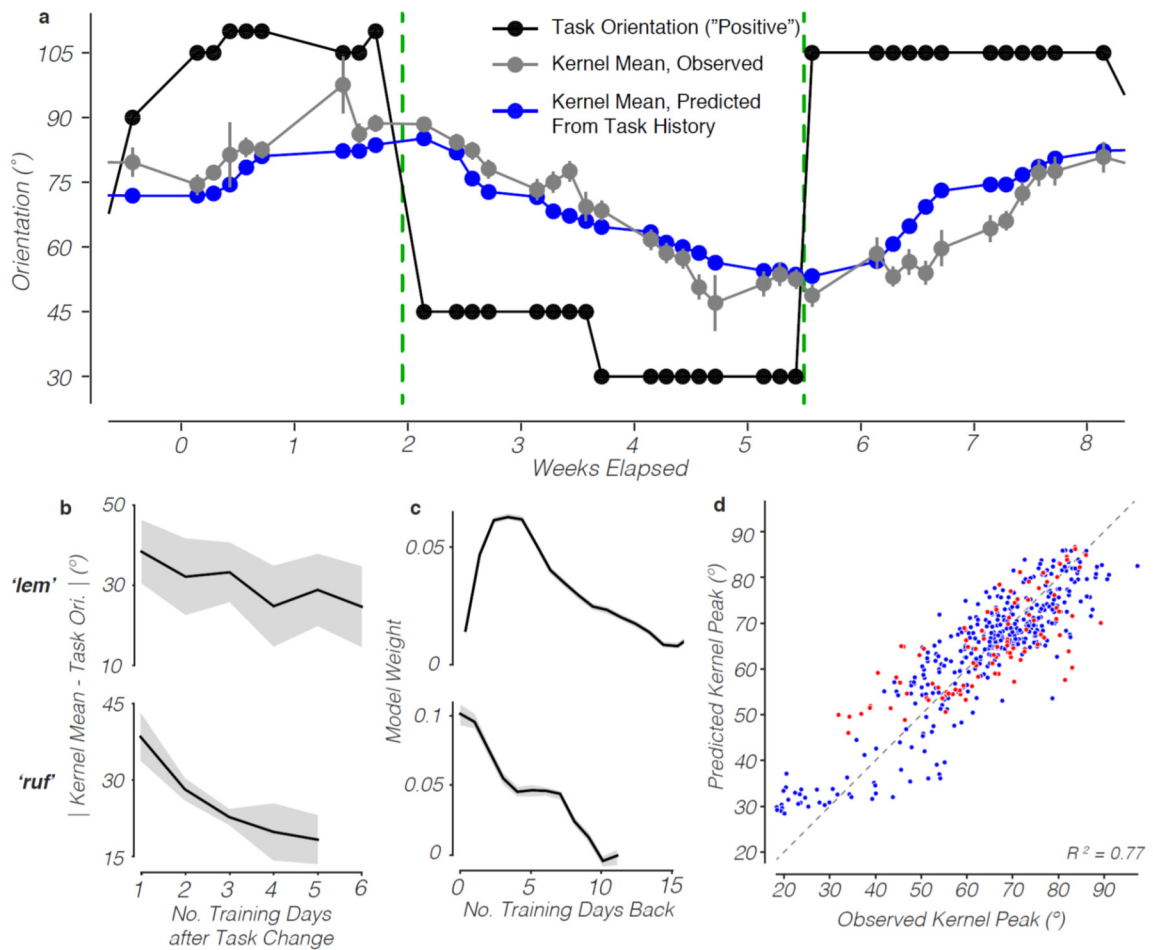 a
Task Orientation ("Positive")
Kernel Mean, Observed
Kernel Mean, Predicted
From Task History
Orientation (°)
105
90
75
60
45
30
0 1 2 3 4 5 6 7 8
Weeks Elapsed
b
'lem'
'ruf'
| Kernel Mean - Task Ori. | (°)
50
30
10
45
30
15
1 2 3 4 5 6
No. Training Days
after Task Change
c
Model Weight
0.05
0
0.1
0.05
0
0 5 10 15
No. Training Days Back
d
Predicted Kernel Peak (°)
90
80
70
60
50
40
30
20
R² = 0.77
20 30 40 50 60 70 80 90
Observed Kernel Peak (°)